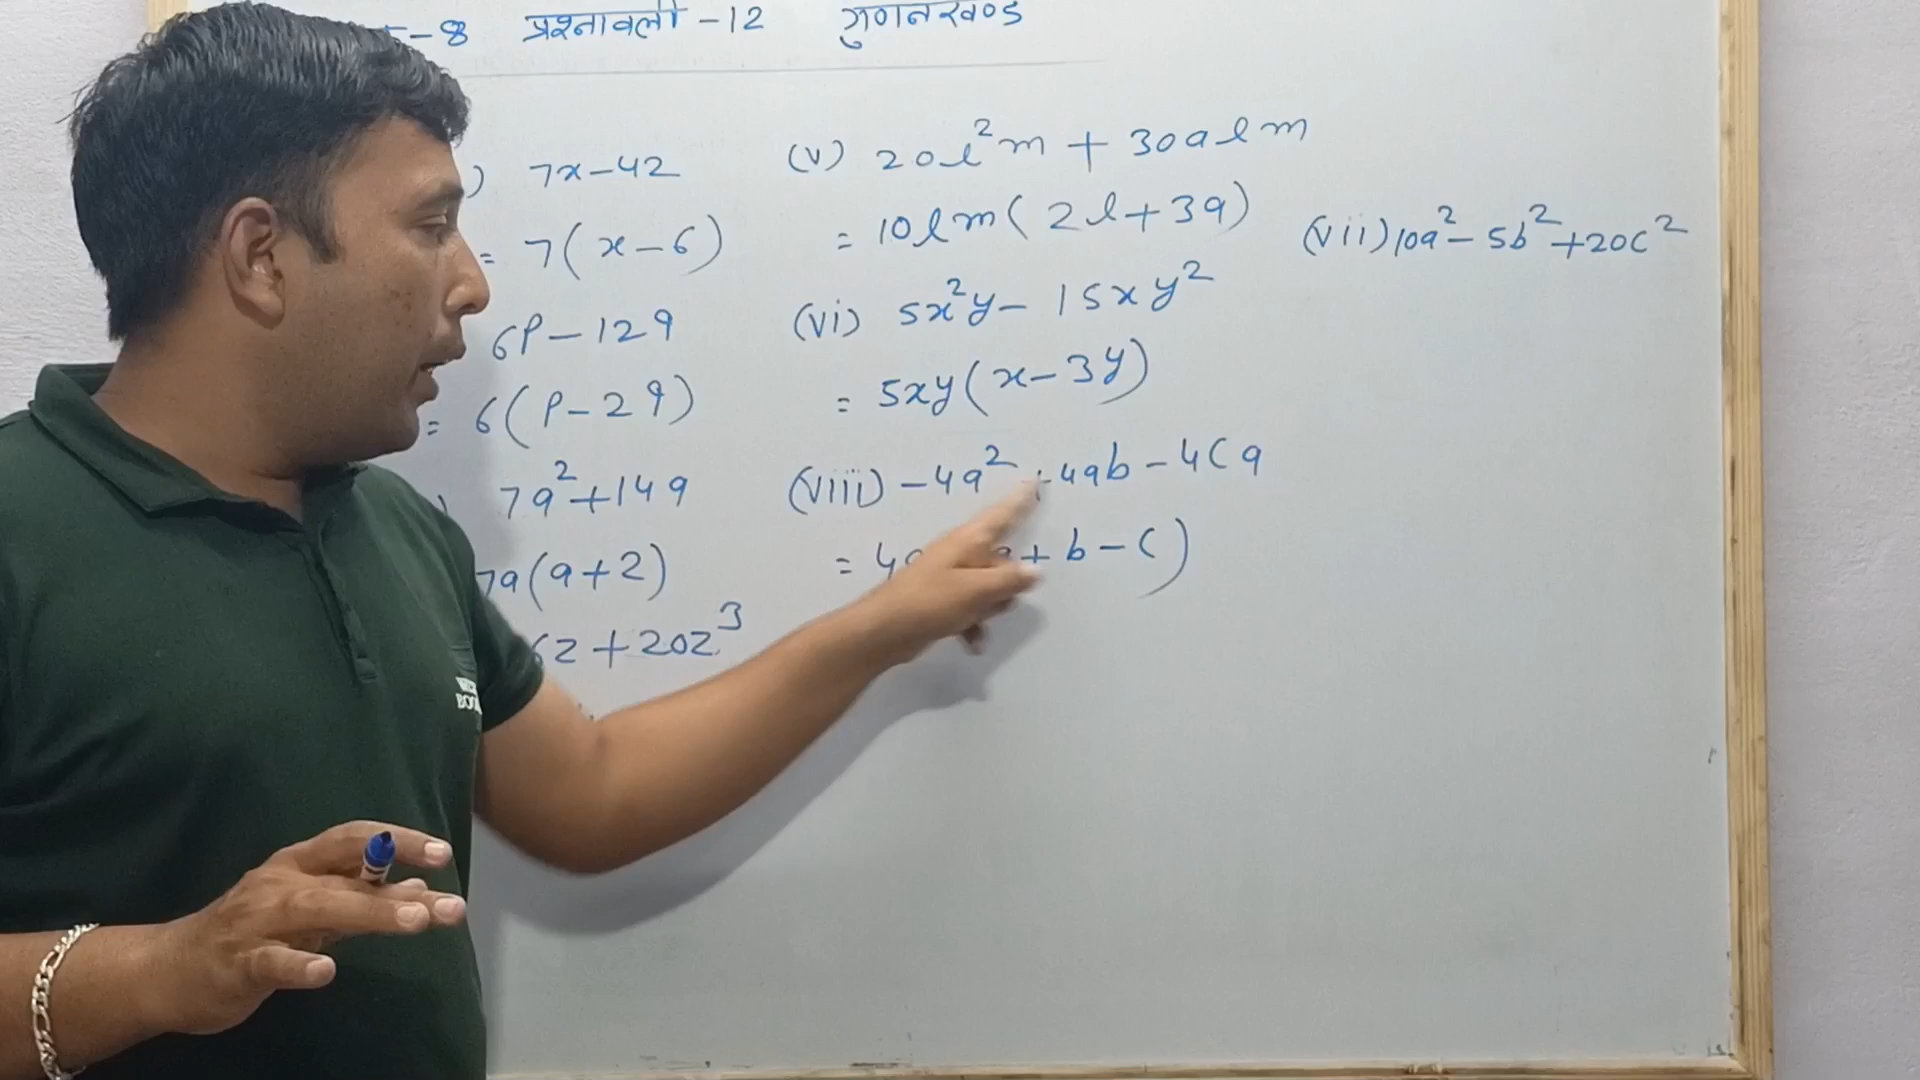 -8 प्रश्नावली -12 गुणनखण्ड
) 7x-42
= 7(x-6)
6p-12q
= 6(p-2q)
) 7a²+14a
7a(a+2)
6z+20z³
(v) 20l²m + 30alm
= 10lm(2l+3a)
(vi) 5x²y - 15xy²
= 5xy(x-3y)
(viii) -4a² +4ab-4ca
= 4a + b-c)
(vii) 10a²-5b²+20c²